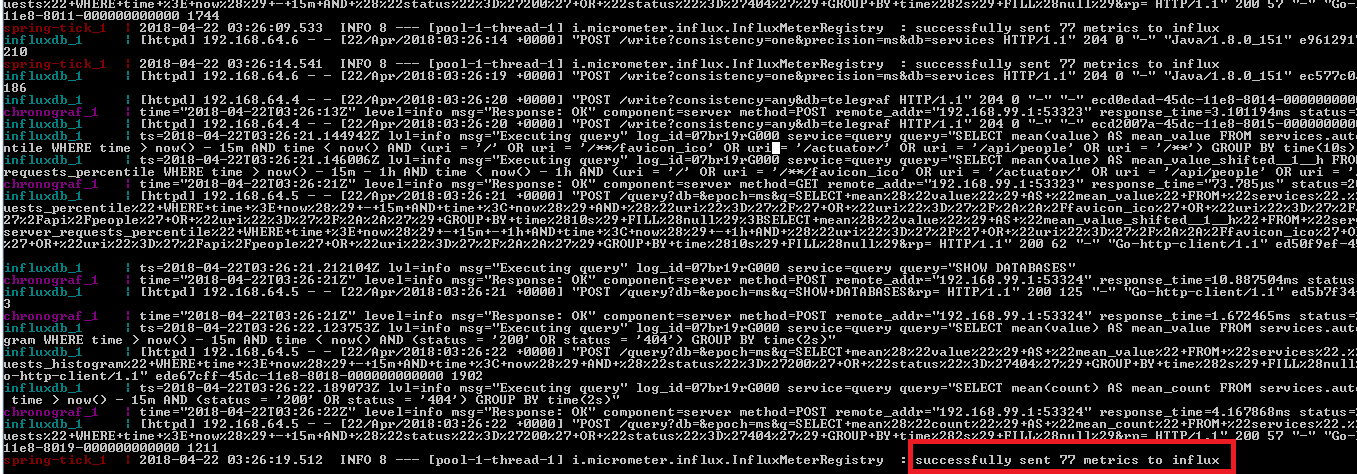 uests%22+WHERE+time+%3E+now%28%29+-+15m+AND+%28%22status%22%3D%27200%27+OR+%22status%22%3D%27404%27%29+GROUP+BY+time%282s%29+FILL%28null%29&rp= HTTP/1.1" 200 57 "-" "Go-
11e8-810-000000000000 1744
spring-tick_1 | 2018-04-22 03:26:09.533 INFO 8 --- [pool-1-thread-1] i.micrometer.influx.InfluxMeterRegistry : successfully sent 77 metrics to influx
influxdb_1 | [httpd] 192.168.64.6 - - [22/Apr/2018:03:26:14 +0000] "POST /write?consistency=one&precision=ms&db=services HTTP/1.1" 204 0 "-" "Java/1.8.0_151" e961291
210
spring-tick_1 | 2018-04-22 03:26:14.541 INFO 8 --- [pool-1-thread-1] i.micrometer.influx.InfluxMeterRegistry : successfully sent 77 metrics to influx
influxdb_1 | [httpd] 192.168.64.6 - - [22/Apr/2018:03:26:19 +0000] "POST /write?consistency=one&precision=ms&db=services HTTP/1.1" 204 0 "-" "Java/1.8.0_151" ec577c0
186
influxdb_1 | [httpd] 192.168.64.4 - - [22/Apr/2018:03:26:20 +0000] "POST /write?consistency=any&db=telegraf HTTP/1.1" 204 0 "-" "-" ecd0edad-45dc-11e8-8014-0000000
chronograf_1 | time="2018-04-22T03:26:13Z" level=info msg="Response: OK" component=server method=POST remote_addr="192.168.99.1:53323" response_time=3.101194ms status=
influxdb_1 | [httpd] 192.168.64.4 - - [22/Apr/2018:03:26:20 +0000] "POST /write?consistency=any&db=telegraf HTTP/1.1" 204 0 "-" "-" ecd2007a-45dc-11e8-8015-0000000
influxdb_1 | ts=2018-04-22T03:26:21.144942Z lvl=info msg="Executing query" log_id=07br19rG000 service=query query="SELECT mean(value) AS mean_value FROM services.auto
ntile WHERE time > now() - 15m AND time < now() AND (uri = '/' OR uri = '/**/favicon_ico' OR uri = '/actuator/' OR uri = '/api/people' OR uri = '/**') GROUP BY time(10s)
influxdb_1 | ts=2018-04-22T03:26:21.146006Z lvl=info msg="Executing query" log_id=07br19rG000 service=query query="SELECT mean(value) AS mean_value_shifted__1__h FROM
requests_percentile WHERE time > now() - 15m - 1h AND time < now() - 1h AND (uri = '/' OR uri = '/**/favicon_ico' OR uri = '/actuator/' OR uri = '/api/people' OR uri = '
chronograf_1 | time="2018-04-22T03:26:21Z" level=info msg="Response: OK" component=server method=GET remote_addr="192.168.99.1:53323" response_time="73.785µs" status=20
influxdb_1 | [httpd] 192.168.64.5 - - [22/Apr/2018:03:26:21 +0000] "POST /query?db=&epoch=ms&q=SELECT+mean%28%22value%22%29+AS+%22mean_value%22+FROM+%22services%22.
uests_percentile%22+WHERE+time+%3E+now%28%29+-+15m+AND+time+%3C+now%28%29+AND+%28%22uri%22%3D%27%2F%27+OR+%22uri%22%3D%27%2F%2A%2A%2Ffavicon_ico%27+OR+%22uri%22%3D%27%2F
27%2Fapi%2Fpeople%27+OR+%22uri%22%3D%27%2F%2A%2A%27%29+GROUP+BY+time%2810s%29+FILL%28null%29%3BSELECT+mean%28%22value%22%29+AS+%22mean_value_shifted__1__h%22+FROM+%22ser
server_requests_percentile%22+WHERE+time+%3E+now%28%29+-+15m+-+1h+AND+time+%3C+now%28%29+-+1h+AND+%28%22uri%22%3D%27%2F%27+OR+%22uri%22%3D%27%2F%2A%2A%2Ffavicon_ico%27+O
%27+OR+%22uri%22%3D%27%2Fapi%2Fpeople%27+OR+%22uri%22%3D%27%2F%2A%2A%27%29+GROUP+BY+time%2810s%29+FILL%28null%29&rp= HTTP/1.1" 200 62 "-" "Go-http-client/1.1" ed50f9ef-4
influxdb_1 | ts=2018-04-22T03:26:21.212104Z lvl=info msg="Executing query" log_id=07br19rG000 service=query query="SHOW DATABASES"
chronograf_1 | time="2018-04-22T03:26:21Z" level=info msg="Response: OK" component=server method=POST remote_addr="192.168.99.1:53324" response_time=10.887504ms status=
influxdb_1 | [httpd] 192.168.64.5 - - [22/Apr/2018:03:26:21 +0000] "POST /query?db=&epoch=ms&q=SHOW+DATABASES&rp= HTTP/1.1" 200 125 "-" "Go-http-client/1.1" ed5b7f34
3
chronograf_1 | time="2018-04-22T03:26:21Z" level=info msg="Response: OK" component=server method=POST remote_addr="192.168.99.1:53324" response_time=1.672465ms status=2
influxdb_1 | ts=2018-04-22T03:26:22.123753Z lvl=info msg="Executing query" log_id=07br19rG000 service=query query="SELECT mean(value) AS mean_value FROM services.auto
gram WHERE time > now() - 15m AND time < now() AND (status = '200' OR status = '404') GROUP BY time(2s)"
influxdb_1 | [httpd] 192.168.64.5 - - [22/Apr/2018:03:26:22 +0000] "POST /query?db=&epoch=ms&q=SELECT+mean%28%22value%22%29+AS+%22mean_value%22+FROM+%22services%22.
uests_histogram%22+WHERE+time+%3E+now%28%29+-+15m+AND+time+%3C+now%28%29+AND+%28%22status%22%3D%27200%27+OR+%22status%22%3D%27404%27%29+GROUP+BY+time%282s%29+FILL%28null
o-http-client/1.1" ede67cff-45dc-11e8-8018-000000000000 1902
influxdb_1 | ts=2018-04-22T03:26:22.189073Z lvl=info msg="Executing query" log_id=07br19rG000 service=query query="SELECT mean(count) AS mean_count FROM services.auto
time > now() - 15m AND (status = '200' OR status = '404') GROUP BY time(2s)"
chronograf_1 | time="2018-04-22T03:26:22Z" level=info msg="Response: OK" component=server method=POST remote_addr="192.168.99.1:53324" response_time=4.167868ms status=2
influxdb_1 | [httpd] 192.168.64.5 - - [22/Apr/2018:03:26:22 +0000] "POST /query?db=&epoch=ms&q=SELECT+mean%28%22count%22%29+AS+%22mean_count%22+FROM+%22services%22.
uests%22+WHERE+time+%3E+now%28%29+-+15m+AND+%28%22status%22%3D%27200%27+OR+%22status%22%3D%27404%27%29+GROUP+BY+time%282s%29+FILL%28null%29&rp= HTTP/1.1" 200 57 "-" "Go-
11e8-8019-000000000000 1211
spring-tick_1 | 2018-04-22 03:26:19.512 INFO 8 --- [pool-1-thread-1] i.micrometer.influx.InfluxMeterRegistry : successfully sent 77 metrics to influx